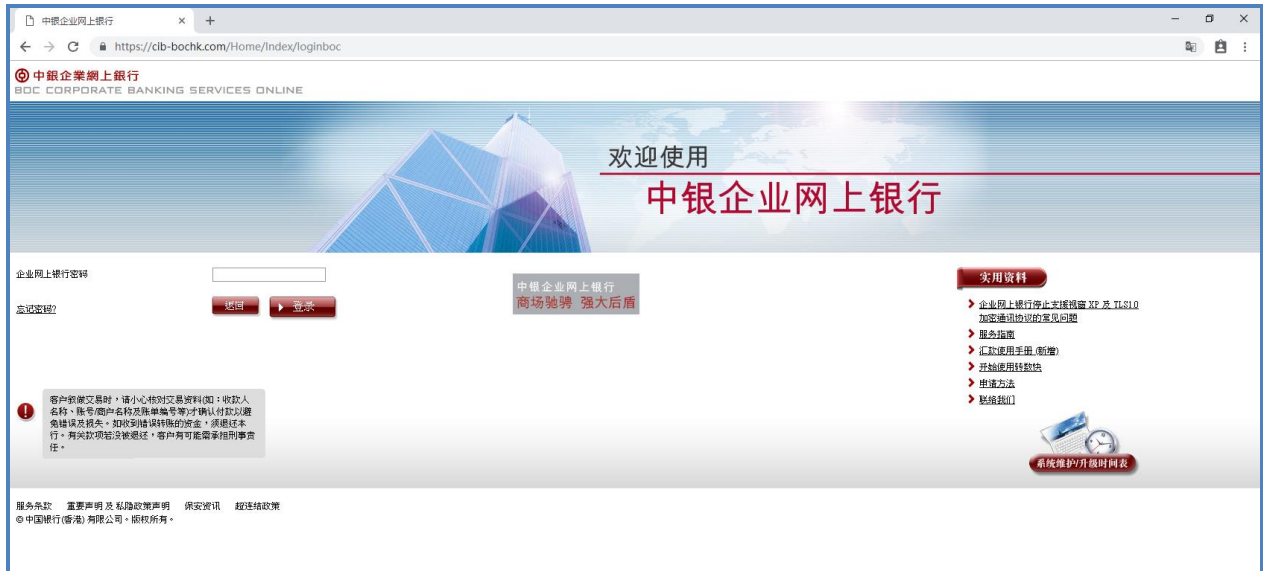 中银企业网上银行
https://cib-bochk.com/Home/Index/loginboc
中銀企業網上銀行
BOC CORPORATE BANKING SERVICES ONLINE
欢迎使用
中银企业网上银行
企业网上银行密码
忘记密码?
返回
登录
中银企业网上银行
商场驰骋 强大后盾
实用资料
企业网上银行停止支援视窗 XP 及 TLS1.0
加密通讯协议的常见问题
服务指南
汇款使用手册 (新增)
开始使用转数快
申请方法
联络我们
系统维护/升级时间表
客户叙做交易时,请小心核对交易资料(如:收款人
名称、账号/商户名称及账单编号等)才确认付款以避
免错误及损失。如收到错误转账的资金,须退还本
行。有关款项若没被退还,客户有可能需承担刑事责
任。
服务条款 重要声明 及 私隐政策声明 保安资讯 超连结政策
© 中国银行(香港) 有限公司。版权所有。